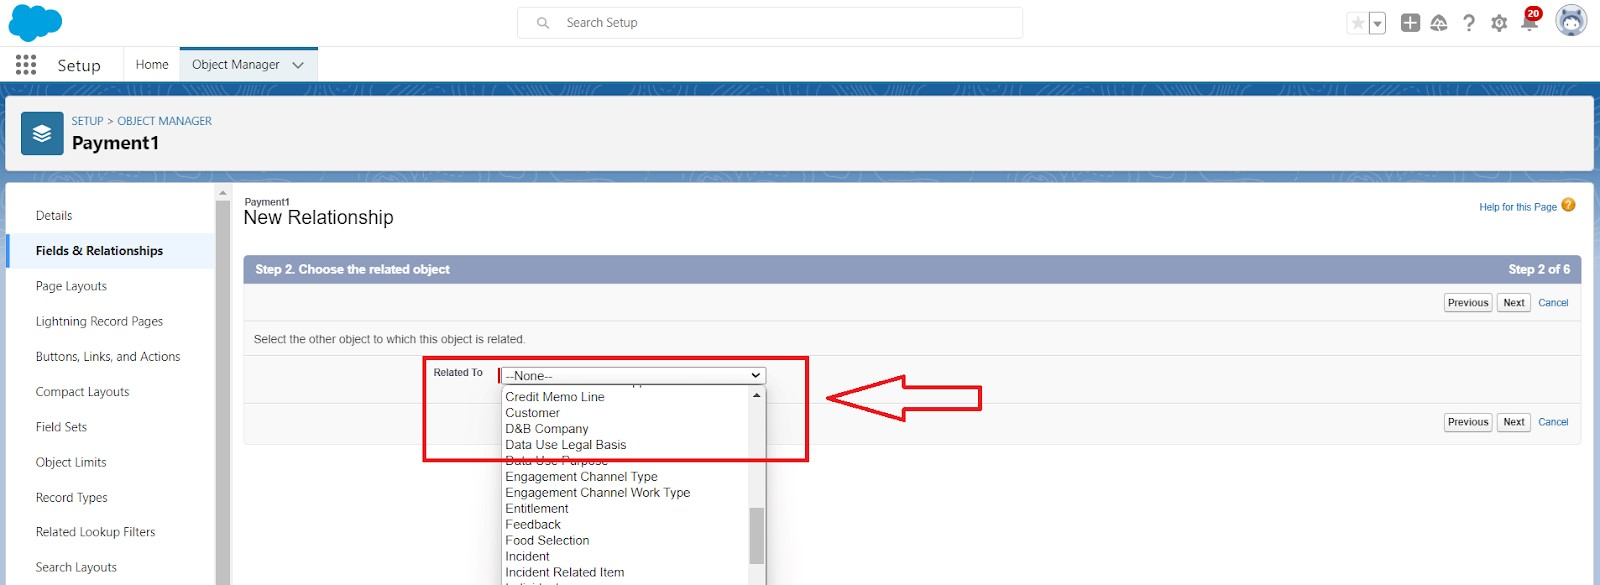 Search Setup
20
Setup
Home
Object Manager
SETUP > OBJECT MANAGER
Payment1
Details
Fields & Relationships
Page Layouts
Lightning Record Pages
Buttons, Links, and Actions
Compact Layouts
Field Sets
Object Limits
Record Types
Related Lookup Filters
Search Layouts
Payment1
New Relationship
Help for this Page ?
Step 2. Choose the related object
Step 2 of 6
Previous Next Cancel
Select the other object to which this object is related.
Related To
--None--
Credit Memo Line
Customer
D&B Company
Data Use Legal Basis
Data Use Purpose
Engagement Channel Type
Engagement Channel Work Type
Entitlement
Feedback
Food Selection
Incident
Incident Related Item
Previous Next Cancel